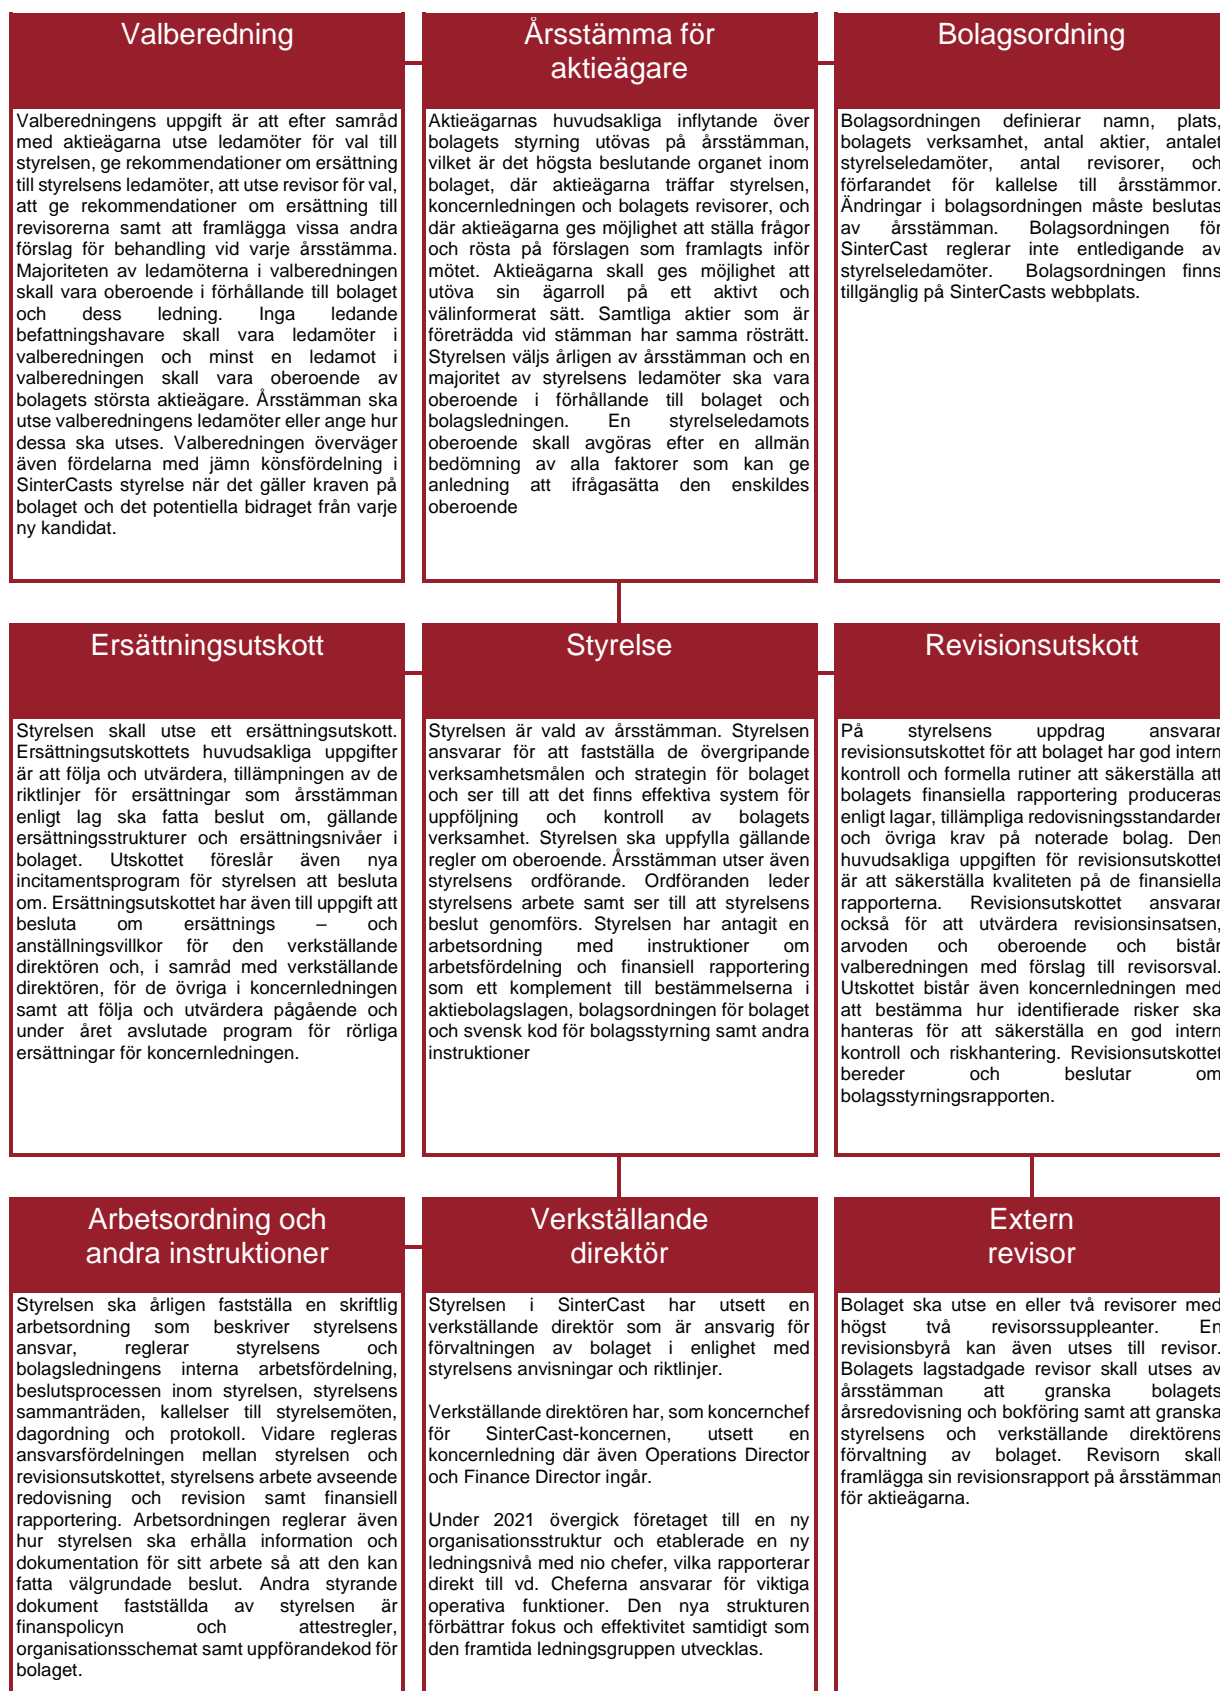 Valberedning
Valberedningens uppgift är att efter samråd
med aktieägarna utse ledamöter för val till
styrelsen, ge rekommendationer om ersättning
till styrelsens ledamöter, att utse revisor för val,
att ge rekommendationer om ersättning till
revisorerna samt att framlägga vissa andra
förslag för behandling vid varje årsstämma.
Majoriteten av ledamöterna i valberedningen
skall vara oberoende i förhållande till bolaget
och dess ledning. Inga ledande
befattningshavare skall vara ledamöter i
valberedningen och minst en ledamot i
valberedningen skall vara oberoende av
bolagets största aktieägare. Årsstämman ska
utse valberedningens ledamöter eller ange hur
dessa ska utses. Valberedningen överväger
även fördelarna med jämn könsfördelning i
SinterCasts styrelse när det gäller kraven på
bolaget och det potentiella bidraget från varje
ny kandidat.
Årsstämma för
aktieägare
Aktieägarnas huvudsakliga inflytande över
bolagets styrning utövas på årsstämman,
vilket är det högsta beslutande organet inom
bolaget, där aktieägarna träffar styrelsen,
koncernledningen och bolagets revisorer, och
där aktieägarna ges möjlighet att ställa frågor
och rösta på förslagen som framlagts inför
mötet. Aktieägarna skall ges möjlighet att
utöva sin ägarroll på ett aktivt och
välinformerat sätt. Samtliga aktier som är
företrädda vid stämman har samma rösträtt.
Styrelsen väljs årligen av årsstämman och en
majoritet av styrelsens ledamöter ska vara
oberoende i förhållande till bolaget och
bolagsledningen. En styrelseledamots
oberoende skall avgöras efter en allmän
bedömning av alla faktorer som kan ge
anledning att ifrågasätta den enskildes
oberoende
Bolagsordning
Bolagsordningen definierar namn, plats,
bolagets verksamhet, antal aktier, antalet
styrelseledamöter, antal revisorer, och
förfarandet för kallelse till årsstämmor.
Ändringar i bolagsordningen måste beslutas
av årsstämman. Bolagsordningen för
SinterCast reglerar inte entledigande av
styrelseledamöter. Bolagsordningen finns
tillgänglig på SinterCasts webbplats.
Ersättningsutskott
Styrelsen skall utse ett ersättningsutskott.
Ersättningsutskottets huvudsakliga uppgifter
är att följa och utvärdera, tillämpningen av de
riktlinjer för ersättningar som årsstämman
enligt lag ska fatta beslut om, gällande
ersättningsstrukturer och ersättningsnivåer i
bolaget. Utskottet föreslår även nya
incitamentsprogram för styrelsen att besluta
om. Ersättningsutskottet har även till uppgift att
besluta om ersättnings – och
anställningsvillkor för den verkställande
direktören och, i samråd med verkställande
direktören, för de övriga i koncernledningen
samt att följa och utvärdera pågående och
under året avslutade program för rörliga
ersättningar för koncernledningen.
Styrelse
Styrelsen är vald av årsstämman. Styrelsen
ansvarar för att fastställa de övergripande
verksamhetsmålen och strategin för bolaget
och ser till att det finns effektiva system för
uppföljning och kontroll av bolagets
verksamhet. Styrelsen ska uppfylla gällande
regler om oberoende. Årsstämman utser även
styrelsens ordförande. Ordföranden leder
styrelsens arbete samt ser till att styrelsens
beslut genomförs. Styrelsen har antagit en
arbetsordning med instruktioner om
arbetsfördelning och finansiell rapportering
som ett komplement till bestämmelserna i
aktiebolagslagen, bolagsordningen för bolaget
och svensk kod för bolagsstyrning samt andra
instruktioner
Revisionsutskott
På styrelsens uppdrag ansvarar
revisionsutskottet för att bolaget har god intern
kontroll och formella rutiner att säkerställa att
bolagets finansiella rapportering produceras
enligt lagar, tillämpliga redovisningsstandarder
och övriga krav på noterade bolag. Den
huvudsakliga uppgiften för revisionsutskottet
är att säkerställa kvaliteten på de finansiella
rapporterna. Revisionsutskottet ansvarar
också för att utvärdera revisionsinsatsen,
arvoden och oberoende och bistår
valberedningen med förslag till revisorsval.
Utskottet bistår även koncernledningen med
att bestämma hur identifierade risker ska
hanteras för att säkerställa en god intern
kontroll och riskhantering. Revisionsutskottet
bereder och beslutar om
bolagsstyrningsrapporten.
Arbetsordning och
andra instruktioner
Styrelsen ska årligen fastställa en skriftlig
arbetsordning som beskriver styrelsens
ansvar, reglerar styrelsens och
bolagsledningens interna arbetsfördelning,
beslutsprocessen inom styrelsen, styrelsens
sammanträden, kallelser till styrelsemöten,
dagordning och protokoll. Vidare regleras
ansvarsfördelningen mellan styrelsen och
revisionsutskottet, styrelsens arbete avseende
redovisning och revision samt finansiell
rapportering. Arbetsordningen reglerar även
hur styrelsen ska erhålla information och
dokumentation för sitt arbete så att den kan
fatta välgrundade beslut. Andra styrande
dokument fastställda av styrelsen är
finanspolicyn och attestregler,
organisationsschemat samt uppförandekod för
bolaget.
Verkställande
direktör
Styrelsen i SinterCast har utsett en
verkställande direktör som är ansvarig för
förvaltningen av bolaget i enlighet med
styrelsens anvisningar och riktlinjer.
Verkställande direktören har, som koncernchef
för SinterCast-koncernen, utsett en
koncernledning där även Operations Director
och Finance Director ingår.
Under 2021 övergick företaget till en ny
organisationsstruktur och etablerade en ny
ledningsnivå med nio chefer, vilka rapporterar
direkt till vd. Cheferna ansvarar för viktiga
operativa funktioner. Den nya strukturen
förbättrar fokus och effektivitet samtidigt som
den framtida ledningsgruppen utvecklas.
Extern
revisor
Bolaget ska utse en eller två revisorer med
högst två revisorssuppleanter. En
revisionsbyrå kan även utses till revisor.
Bolagets lagstadgade revisor skall utses av
årsstämman att granska bolagets
årsredovisning och bokföring samt att granska
styrelsens och verkställande direktörens
förvaltning av bolaget. Revisorn skall
framlägga sin revisionsrapport på årsstämman
för aktieägarna.